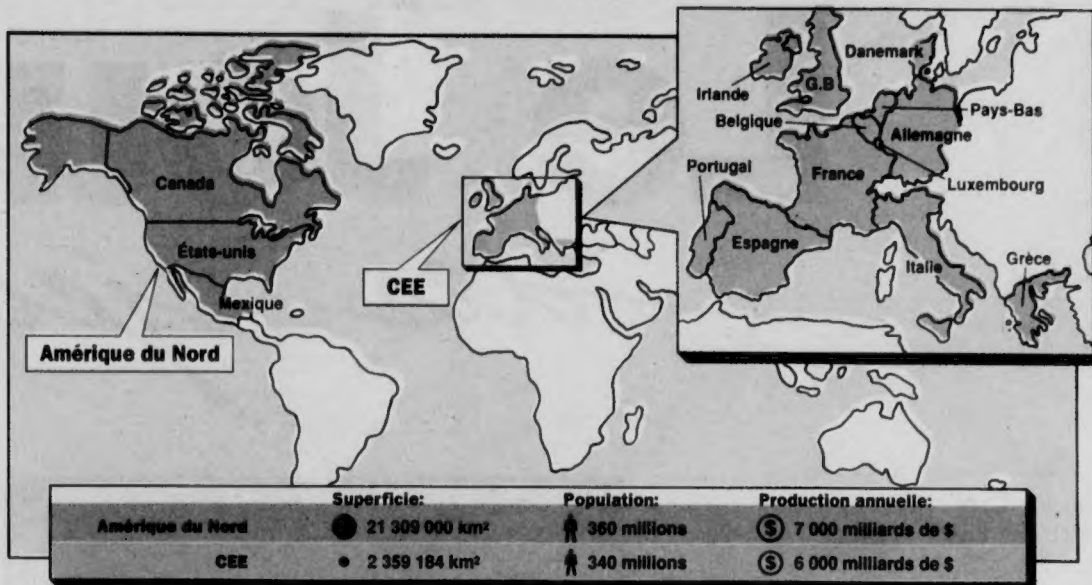 Canada
États-unis
Mexique
Amérique du Nord
CEE
Danemark
Irlande
G.B
Belgique
Pays-Bas
Allemagne
Portugal
France
Luxembourg
Espagne
Italie
Grèce
Superficie: Population: Production annuelle:
Amérique du Nord 21 309 000 km² 360 millions $ 7 000 milliards de $
CEE 2 359 184 km² 340 millions $ 6 000 milliards de $